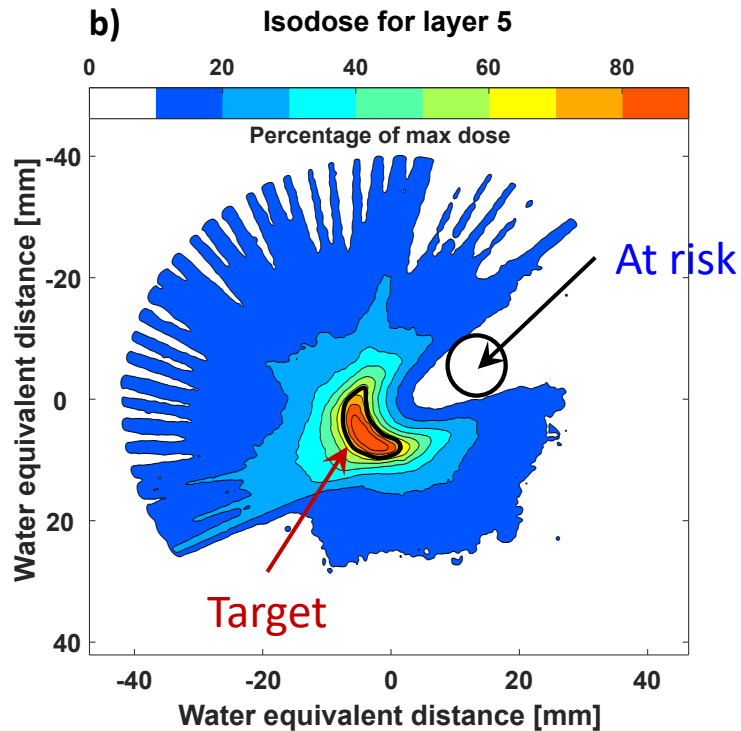 b) Isodose for layer 5
0 20 40 60 80
Percentage of max dose
-40
-20
0
20
40
Water equivalent distance [mm]
At risk
Target
-40 -20 0 20 40
Water equivalent distance [mm]